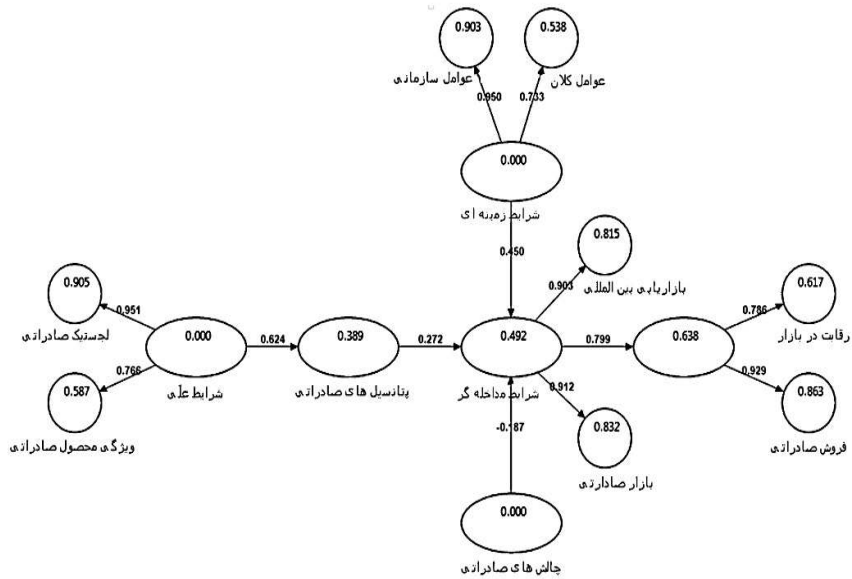 0.903
0.538
عوامل سازمانی
عوامل کلان
0.950
0.733
0.000
شرایط زمینه ای
0.450
0.815
0.903
بازاریابی بین المللی
0.905
0.951
لجستیک صادراتی
0.000
0.624
0.389
0.272
0.492
0.799
0.638
0.786
0.617
رقابت در بازار
0.766
0.587
شرایط علّی
پتانسیل های صادراتی
شرایط مداخله گر
0.912
0.929
0.863
ویژگی محصول صادراتی
-0.187
0.832
فروش صادراتی
بازار صادارتی
0.000
چالش های صادراتی